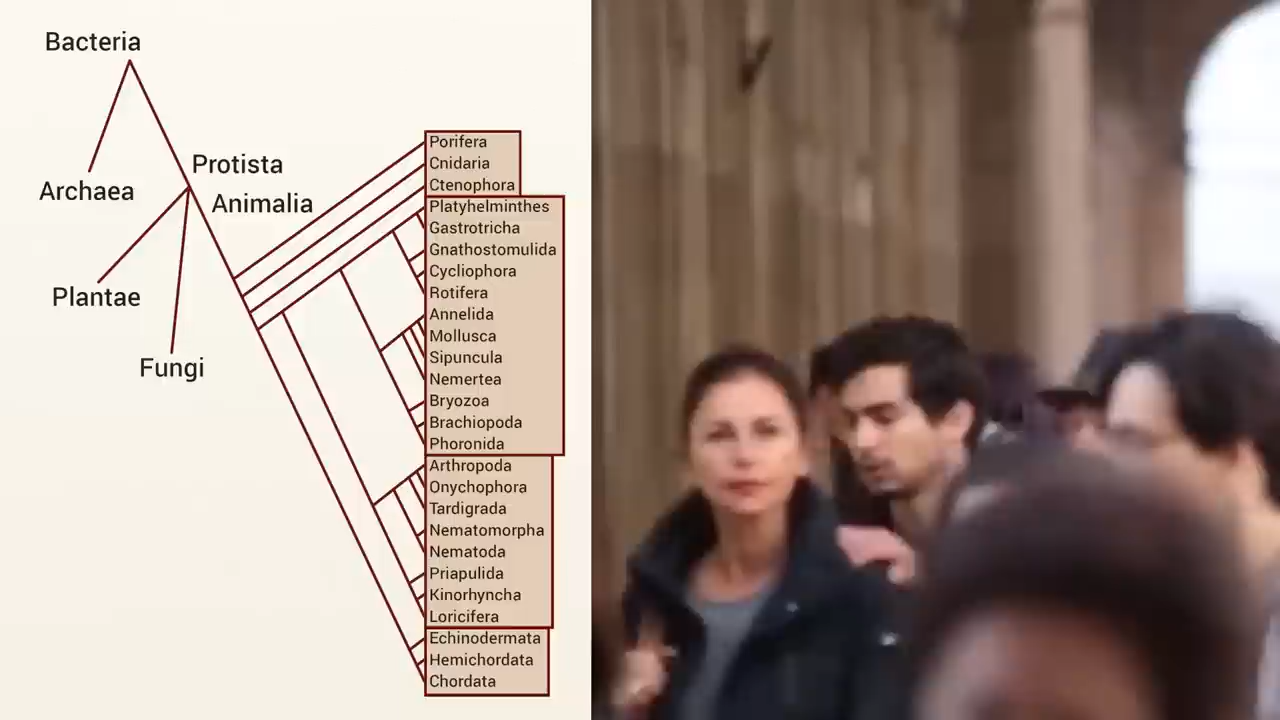 Bacteria
Protista
Archaea
Animalia
Plantae
Fungi
Porifera
Cnidaria
Ctenophora
Platyhelminthes
Gastrotricha
Gnathostomulida
Cycliophora
Rotifera
Annelida
Mollusca
Sipuncula
Nemertea
Bryozoa
Brachiopoda
Phoronida
Arthropoda
Onychophora
Tardigrada
Nematomorpha
Nematoda
Priapulida
Kinorhyncha
Loricifera
Echinodermata
Hemichordata
Chordata